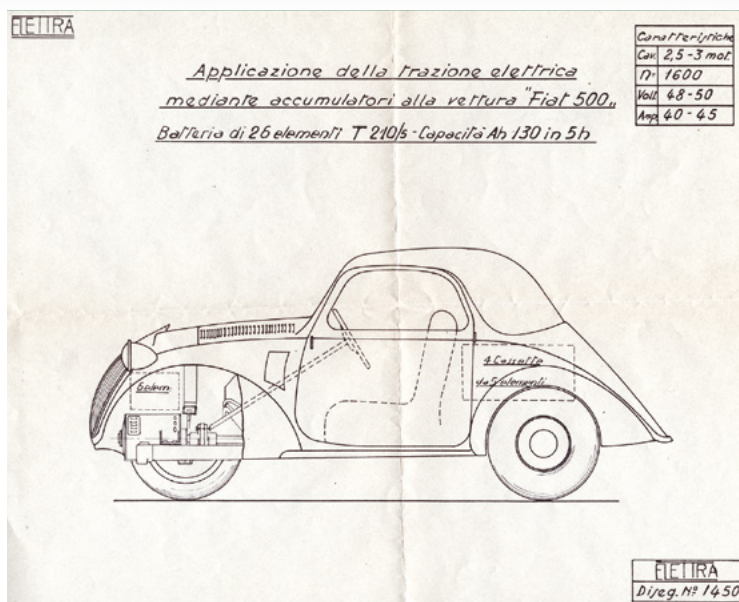 ELETTRA
Applicazione della trazione elettrica
mediante accumulatori alla vettura "Fiat 500„
Batteria di 26 elementi T 210/s - Capacità Ah 130 in 5h
Caratteristiche
Cav. 2,5-3 mot.
n° 1600
Volt 48-50
Amp. 40-45
6 elem.
4 Cassette
da 5 elementi
ELETTRA
Diseg. N° 1450